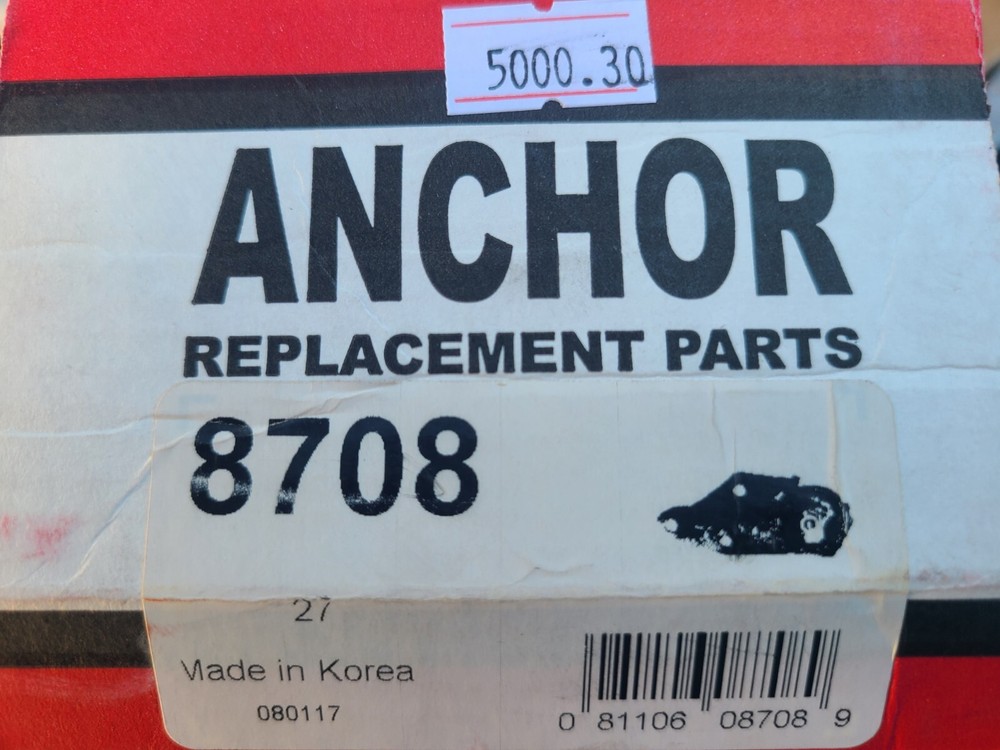 5000.30
ANCHOR
REPLACEMENT PARTS
8708
27
Made in Korea
080117
0 81106 08708 9